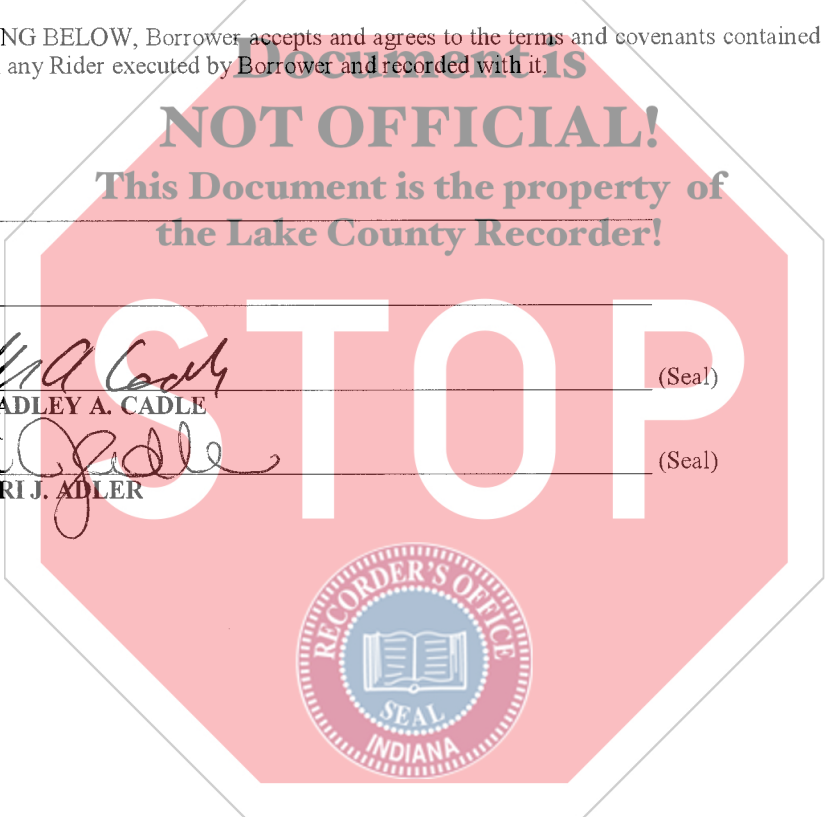 NG BELOW, Borrower accepts and agrees to the terms and covenants contained
any Rider executed by Borrower and recorded with it.
Document is
NOT OFFICIAL!
This Document is the property of
the Lake County Recorder!
STOP
(Seal)
ADLEY A. CADLE
(Seal)
RI J. ADLER
RECORDER'S OFFICE
SEAL
INDIANA